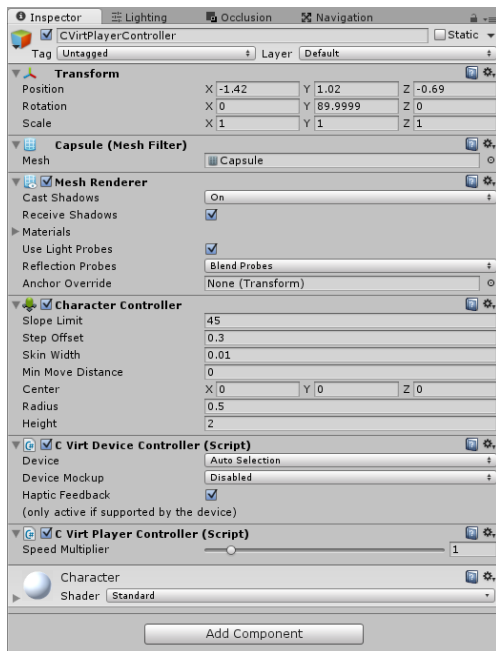 Inspector Lighting Occlusion Navigation
CVirtPlayerController Static
Tag Untagged Layer Default
Transform
Position X -1.42 Y 1.02 Z -0.69
Rotation X 0 Y 89.9999 Z 0
Scale X 1 Y 1 Z 1
Capsule (Mesh Filter)
Mesh Capsule
Mesh Renderer
Cast Shadows On
Receive Shadows
Materials
Use Light Probes
Reflection Probes Blend Probes
Anchor Override None (Transform)
Character Controller
Slope Limit 45
Step Offset 0.3
Skin Width 0.01
Min Move Distance 0
Center X 0 Y 0 Z 0
Radius 0.5
Height 2
C Virt Device Controller (Script)
Device Auto Selection
Device Mockup Disabled
Haptic Feedback
(only active if supported by the device)
C Virt Player Controller (Script)
Speed Multiplier 1
Character
Shader Standard
Add Component